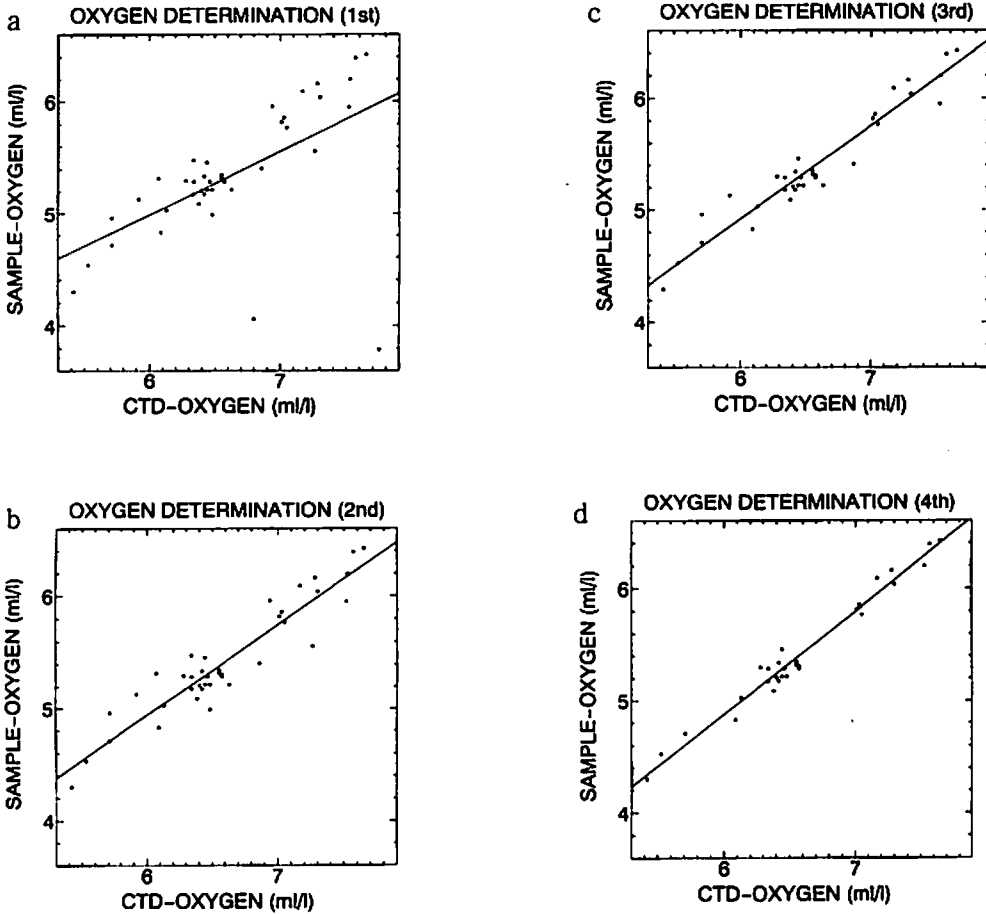 a
OXYGEN DETERMINATION (1st)
SAMPLE-OXYGEN (ml/l)
6
5
4
6
7
CTD-OXYGEN (ml/l)
c
OXYGEN DETERMINATION (3rd)
SAMPLE-OXYGEN (ml/l)
6
5
4
6
7
CTD-OXYGEN (ml/l)
b
OXYGEN DETERMINATION (2nd)
SAMPLE-OXYGEN (ml/l)
6
5
4
6
7
CTD-OXYGEN (ml/l)
d
OXYGEN DETERMINATION (4th)
SAMPLE-OXYGEN (ml/l)
6
5
4
6
7
CTD-OXYGEN (ml/l)